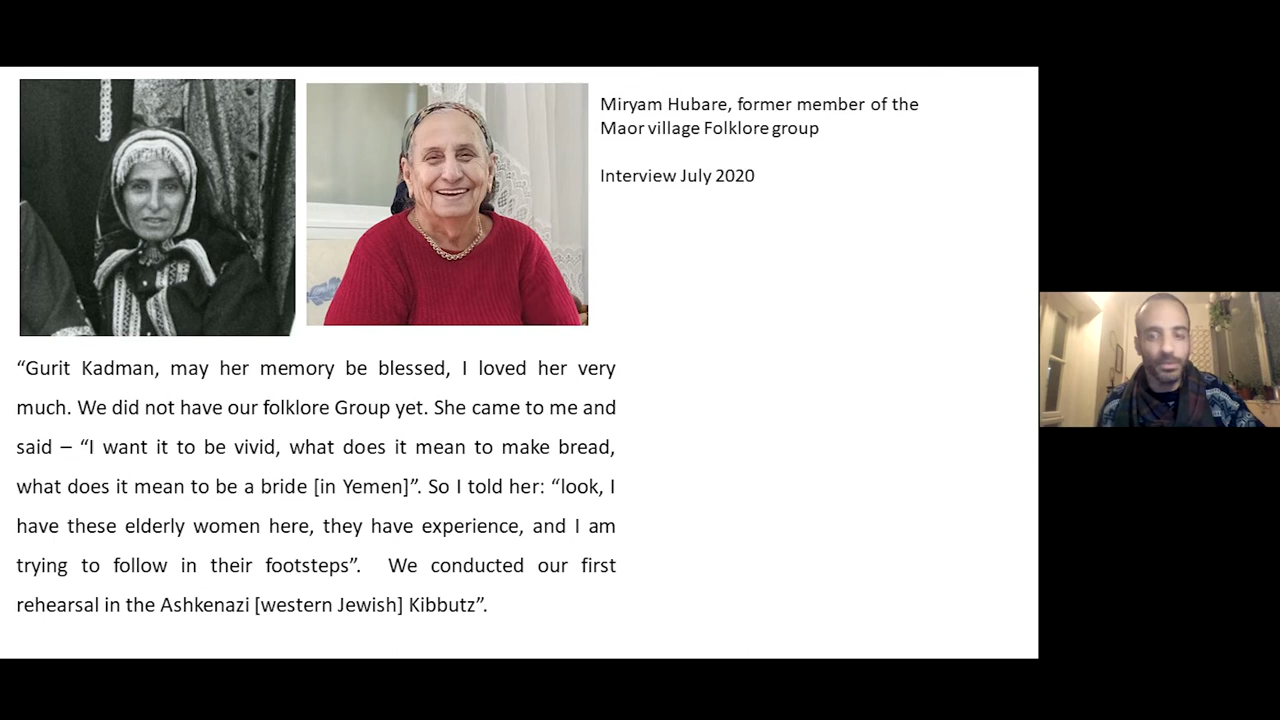 Miryam Hubare, former member of the
Maor village Folklore group
Interview July 2020
“Gurit Kadman, may her memory be blessed, I loved her very
much. We did not have our folklore Group yet. She came to me and
said – “I want it to be vivid, what does it mean to make bread,
what does it mean to be a bride [in Yemen]”. So I told her: “look, I
have these elderly women here, they have experience, and I am
trying to follow in their footsteps”. We conducted our first
rehearsal in the Ashkenazi [western Jewish] Kibbutz”.